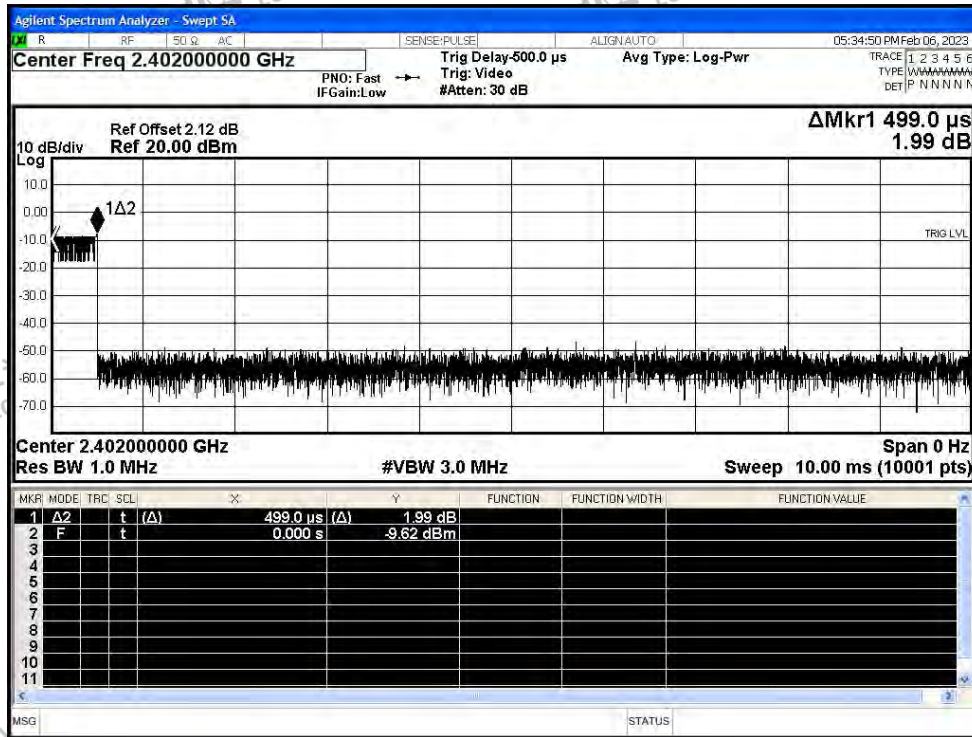 Agilent Spectrum Analyzer - Swept SA
LXI R RF 50 Ω AC SENSE:PULSE ALIGN AUTO 05:34:50 PM Feb 06, 2023
Center Freq 2.402000000 GHz
PNO: Fast
IFGain:Low
Trig Delay-500.0 µs
Trig: Video
#Atten: 30 dB
Avg Type: Log-Pwr
TRACE 1 2 3 4 5 6
TYPE WWWWWW
DET P N N N N N
ΔMkr1 499.0 µs
1.99 dB
Ref Offset 2.12 dB
10 dB/div Ref 20.00 dBm
Log
10.0
0.00
1Δ2
-10.0
TRIG LVL
-20.0
-30.0
-40.0
-50.0
-60.0
-70.0
Center 2.402000000 GHz Span 0 Hz
Res BW 1.0 MHz #VBW 3.0 MHz Sweep 10.00 ms (10001 pts)
MKR MODE TRC SCL X Y FUNCTION FUNCTION WIDTH FUNCTION VALUE
1 Δ2 t (Δ) 499.0 µs (Δ) 1.99 dB
2 F t 0.000 s -9.62 dBm
3
4
5
6
7
8
9
10
11
MSG STATUS